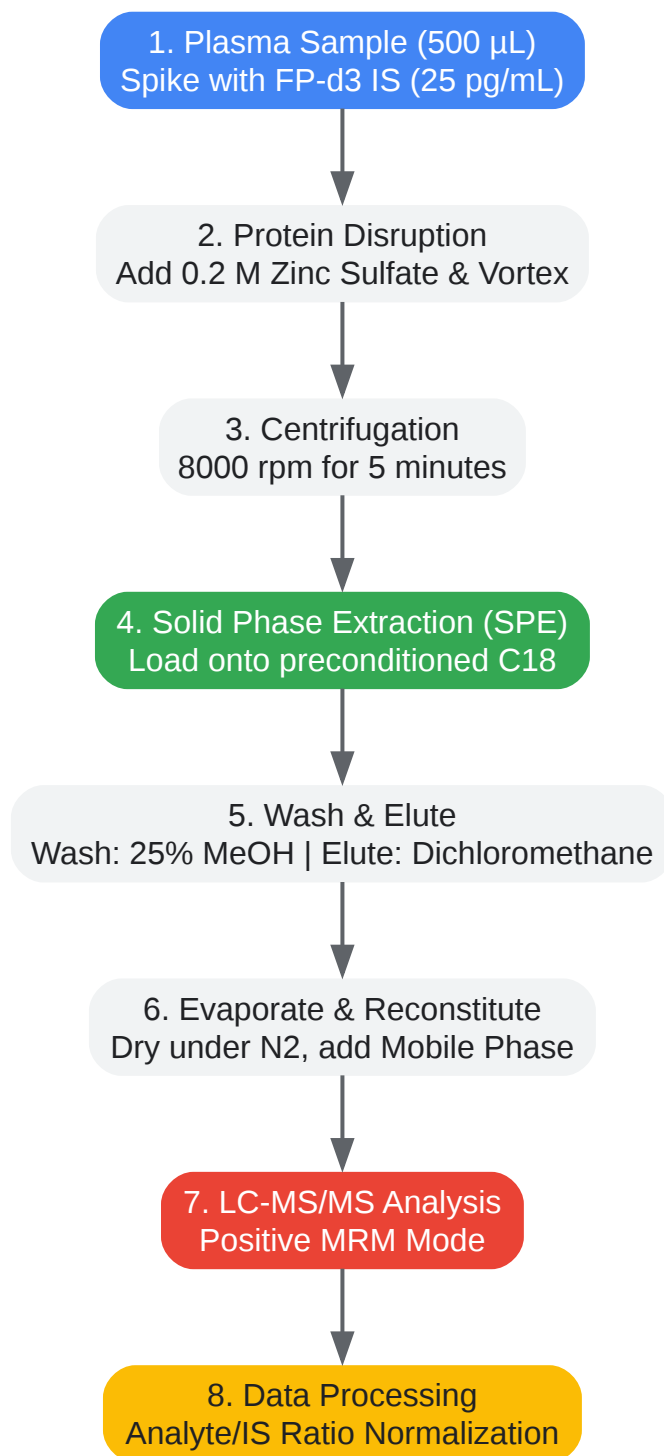 1. Plasma Sample (500 µL)
Spike with FP-d3 IS (25 pg/mL)
2. Protein Disruption
Add 0.2 M Zinc Sulfate & Vortex
3. Centrifugation
8000 rpm for 5 minutes
4. Solid Phase Extraction (SPE)
Load onto preconditioned C18
5. Wash & Elute
Wash: 25% MeOH | Elute: Dichloromethane
6. Evaporate & Reconstitute
Dry under N2, add Mobile Phase
7. LC-MS/MS Analysis
Positive MRM Mode
8. Data Processing
Analyte/IS Ratio Normalization